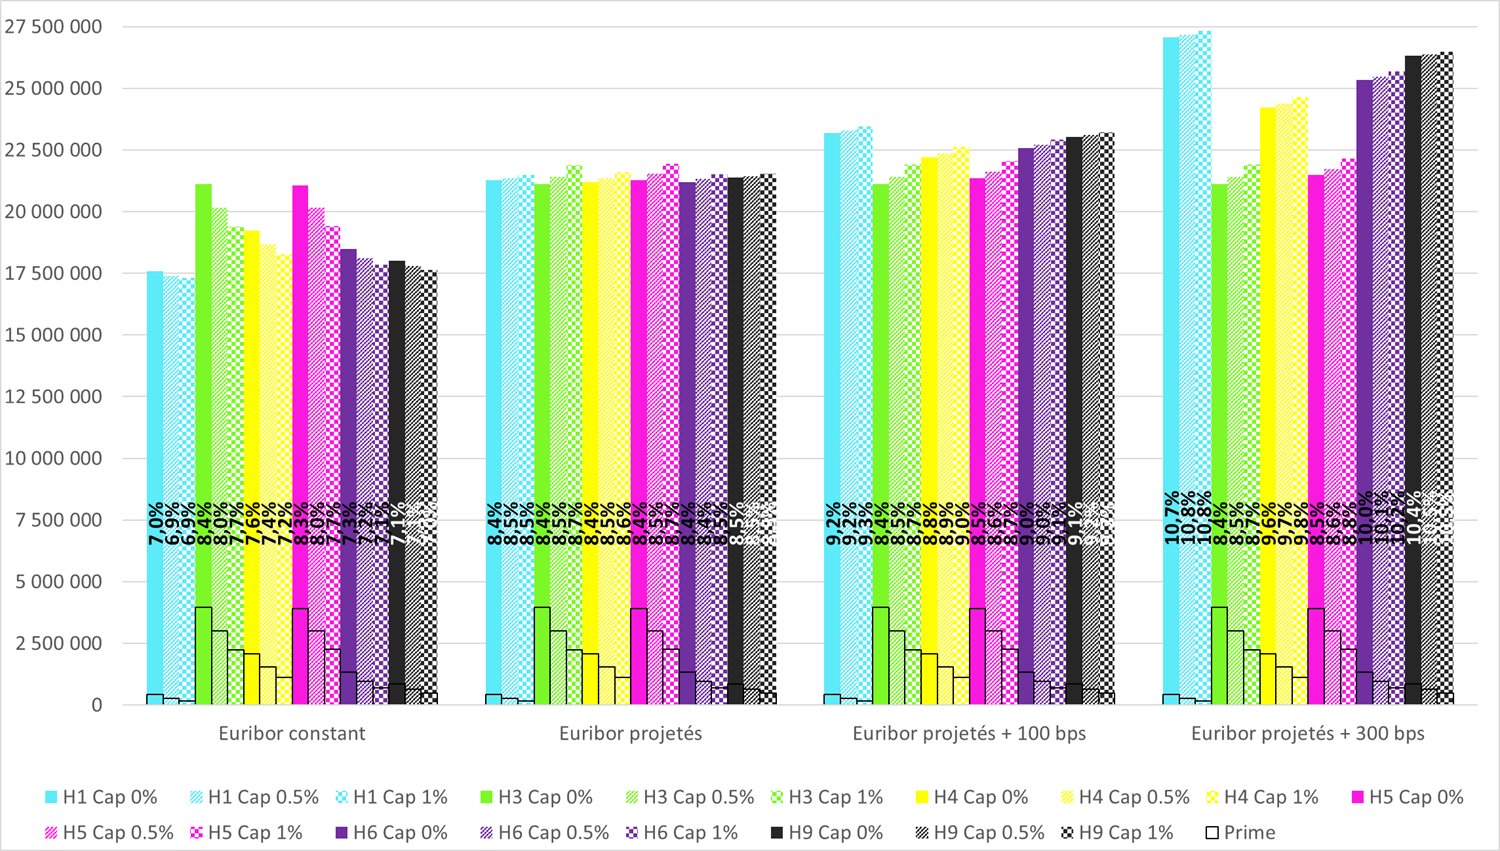 27 500 000
25 000 000
22 500 000
20 000 000
17 500 000
15 000 000
12 500 000
10 000 000
7 500 000
5 000 000
2 500 000
0
7,0% 6,9% 6,9% 8,4% 8,0% 7,7% 7,6% 7,4% 7,2% 8,3% 8,0% 7,7% 7,3% 7,2% 7,1% 7,1%
8,4% 8,5% 8,5% 8,4% 8,5% 8,7% 8,4% 8,5% 8,6% 8,4% 8,5% 8,7% 8,4% 8,4% 8,5% 8,5%
9,2% 9,2% 9,3% 8,4% 8,5% 8,7% 8,8% 8,9% 9,0% 8,5% 8,6% 8,7% 9,0% 9,0% 9,1% 9,1%
10,7% 10,8% 10,8% 8,4% 8,5% 8,7% 9,6% 9,7% 9,8% 8,5% 8,6% 8,8% 10,0% 10,1% 10,2% 10,4%
Euribor constant
Euribor projetés
Euribor projetés + 100 bps
Euribor projetés + 300 bps
H1 Cap 0% H1 Cap 0.5% H1 Cap 1% H3 Cap 0% H3 Cap 0.5% H3 Cap 1% H4 Cap 0% H4 Cap 0.5% H4 Cap 1% H5 Cap 0%
H5 Cap 0.5% H5 Cap 1% H6 Cap 0% H6 Cap 0.5% H6 Cap 1% H9 Cap 0% H9 Cap 0.5% H9 Cap 1% Prime